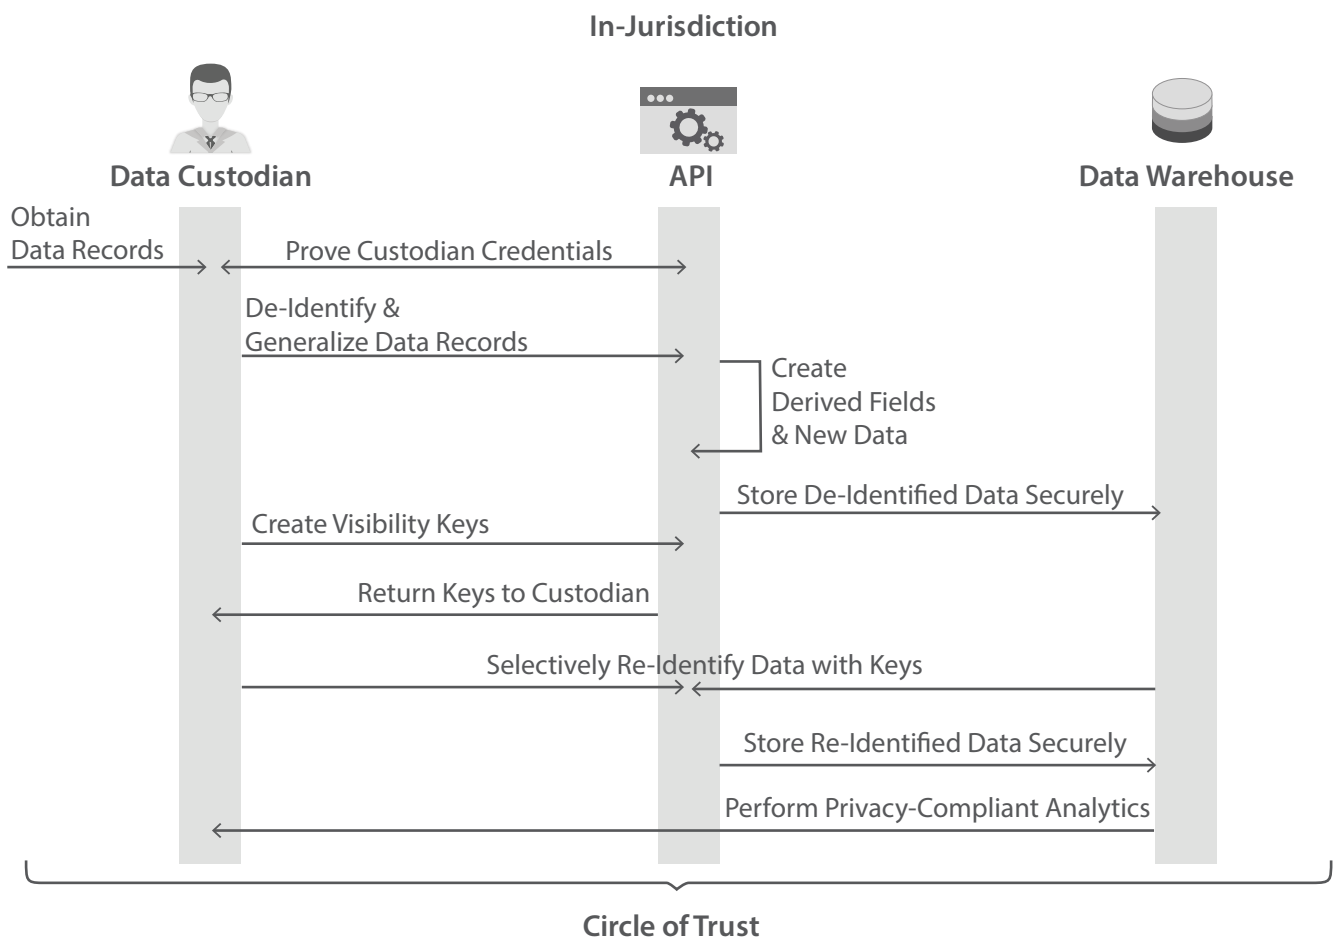 In-Jurisdiction
Data Custodian
API
Data Warehouse
Obtain
Data Records
Prove Custodian Credentials
De-Identify &
Generalize Data Records
Create
Derived Fields
& New Data
Store De-Identified Data Securely
Create Visibility Keys
Return Keys to Custodian
Selectively Re-Identify Data with Keys
Store Re-Identified Data Securely
Perform Privacy-Compliant Analytics
Circle of Trust